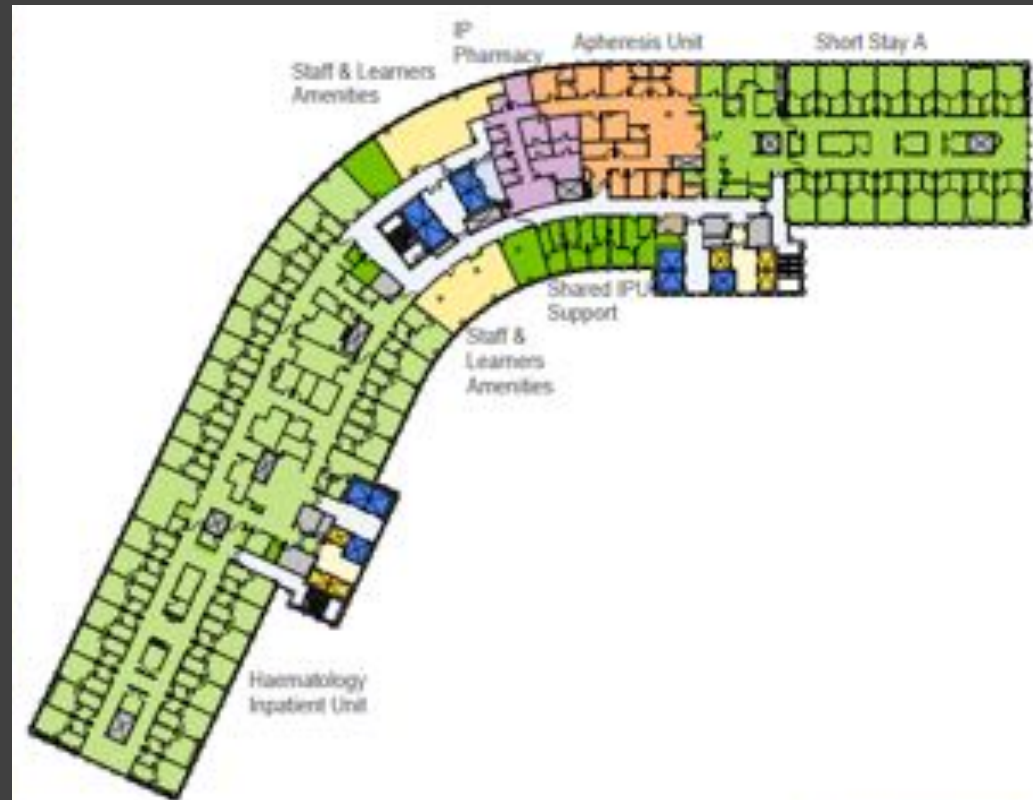 IP
Pharmacy
Apheresis Unit
Short Stay A
Staff & Learners
Amenities
Shared IPU
Support
Staff &
Learners
Amenities
Haematology
Inpatient Unit